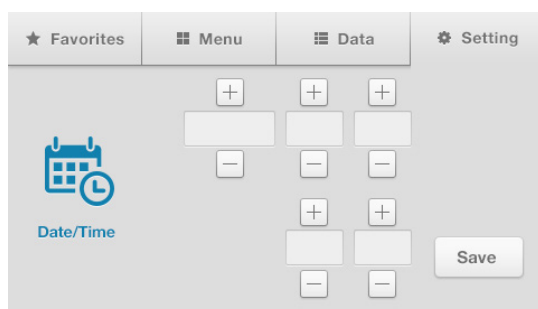 Favorites
Menu
Data
Setting
+ + +
− − −
Date/Time
+ +
− −
Save